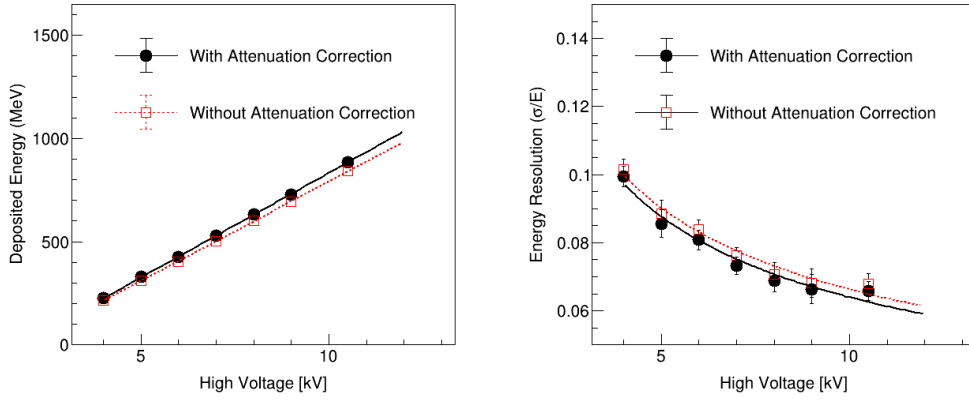 1500
1000
500
0
5
10
Deposited Energy (MeV)
High Voltage [kV]
With Attenuation Correction
Without Attenuation Correction
0.14
0.12
0.1
0.08
0.06
5
10
Energy Resolution (σ/E)
High Voltage [kV]
With Attenuation Correction
Without Attenuation Correction